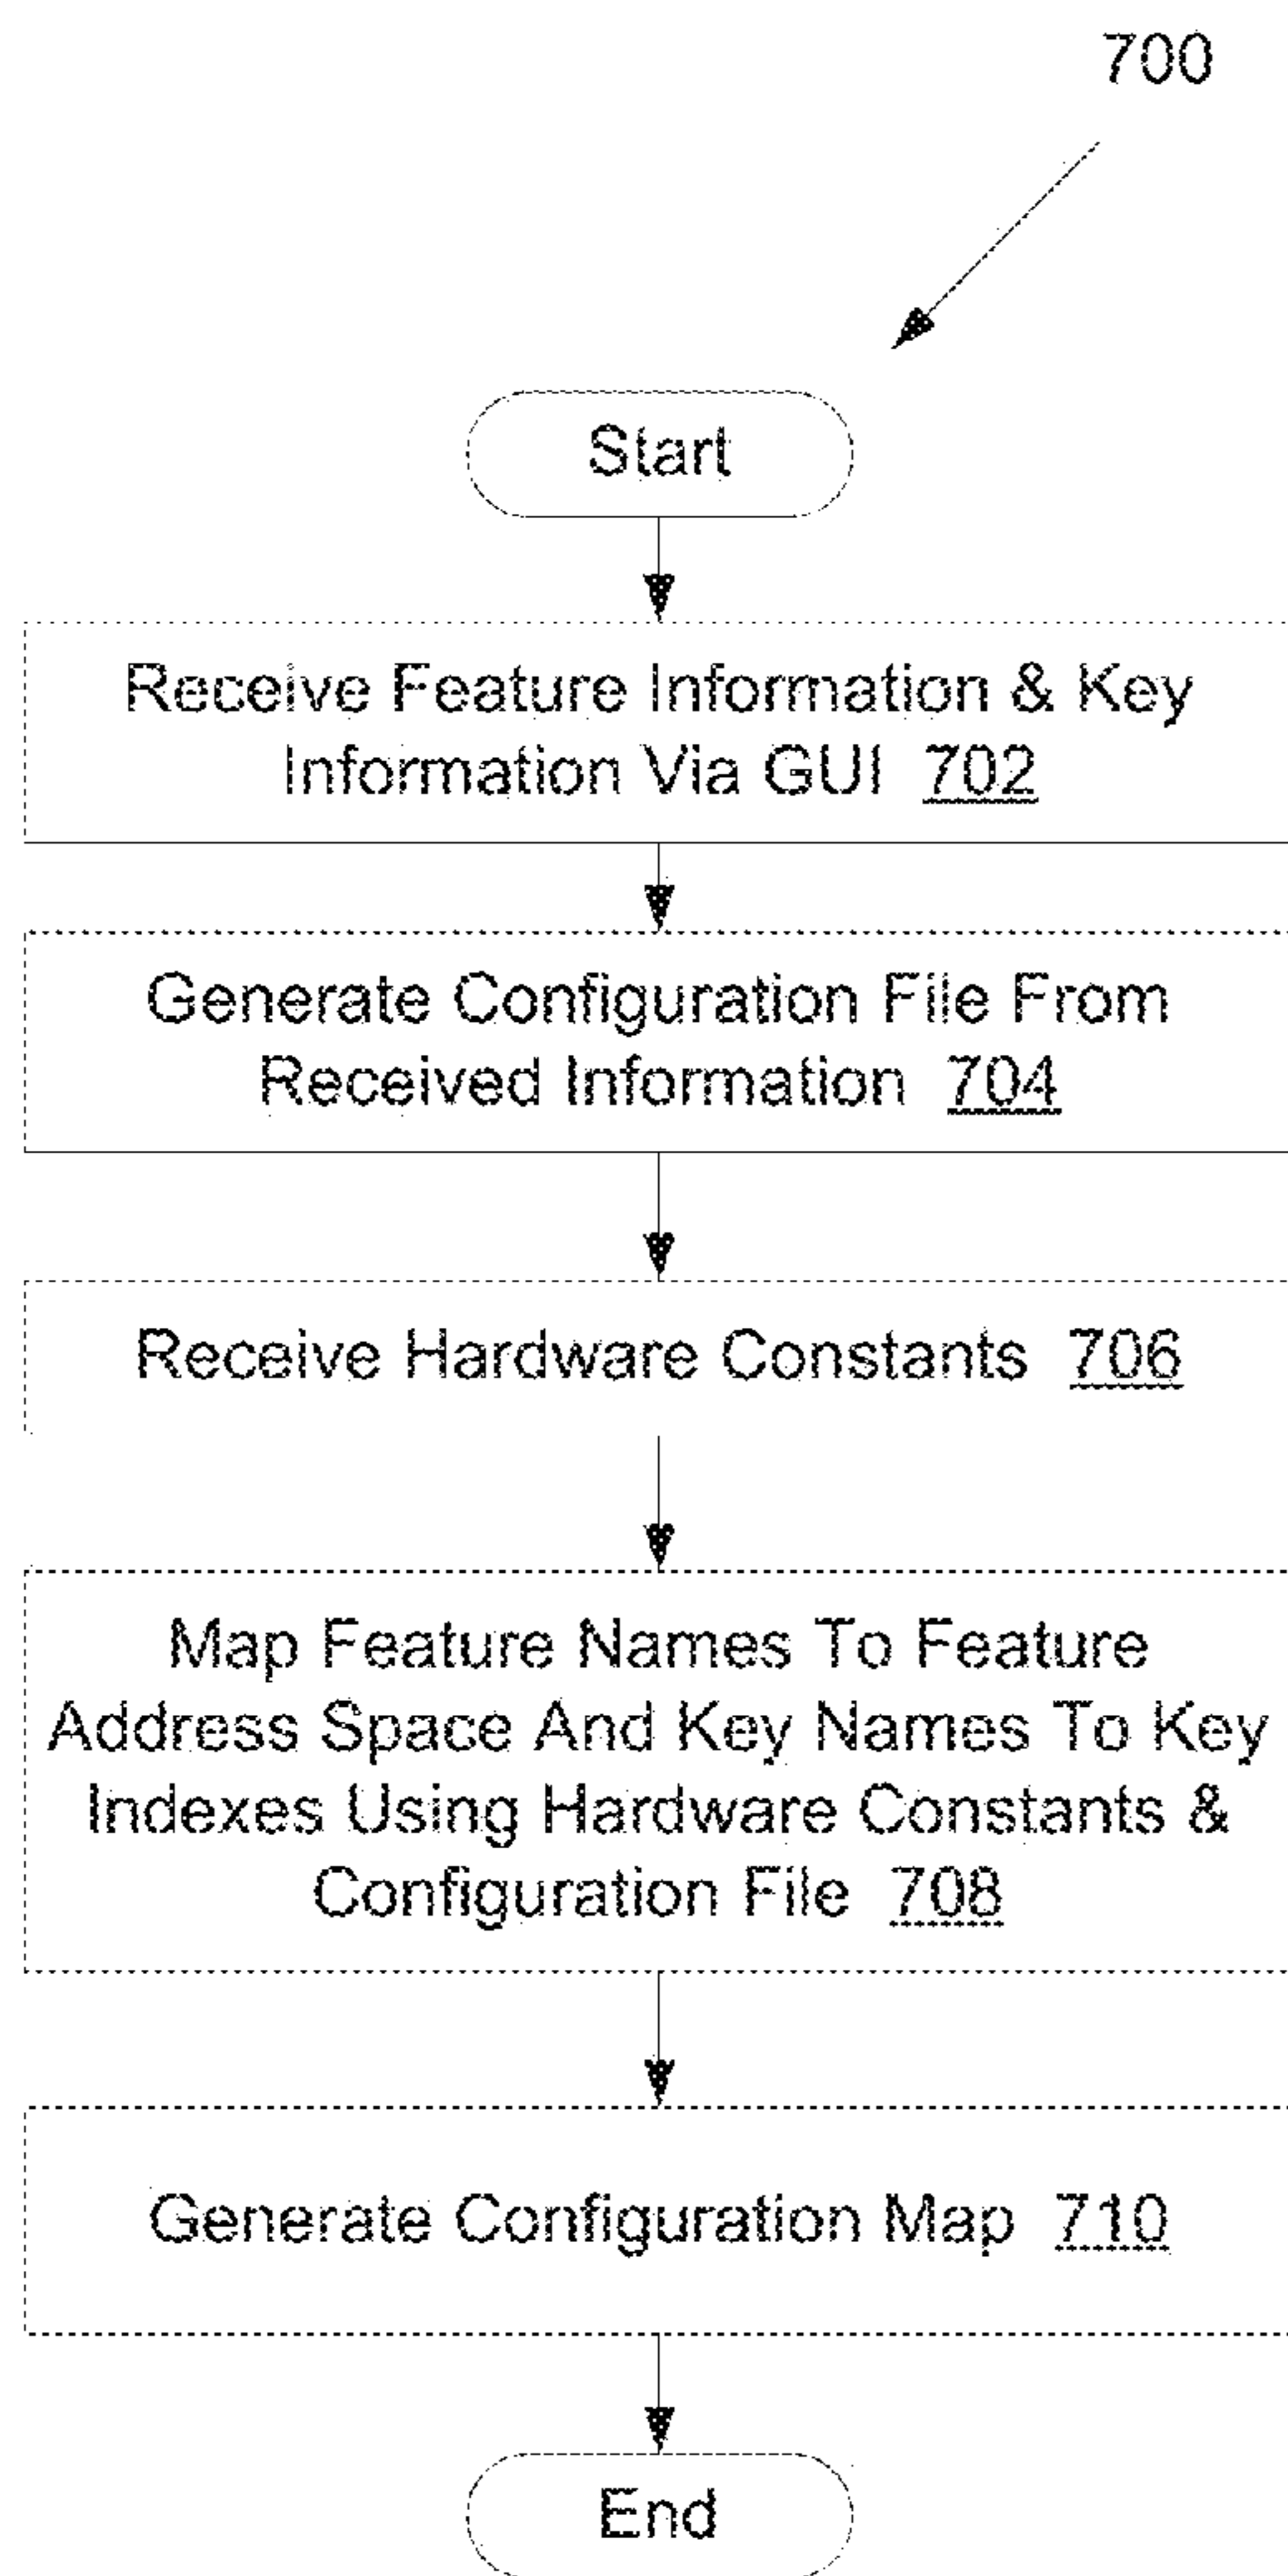 700
Start
Receive Feature Information & Key
Information Via GUI 702
Generate Configuration File From
Received Information 704
Receive Hardware Constants 706
Map Feature Names To Feature
Address Space And Key Names To Key
Indexes Using Hardware Constants &
Configuration File 708
Generate Configuration Map 710
End